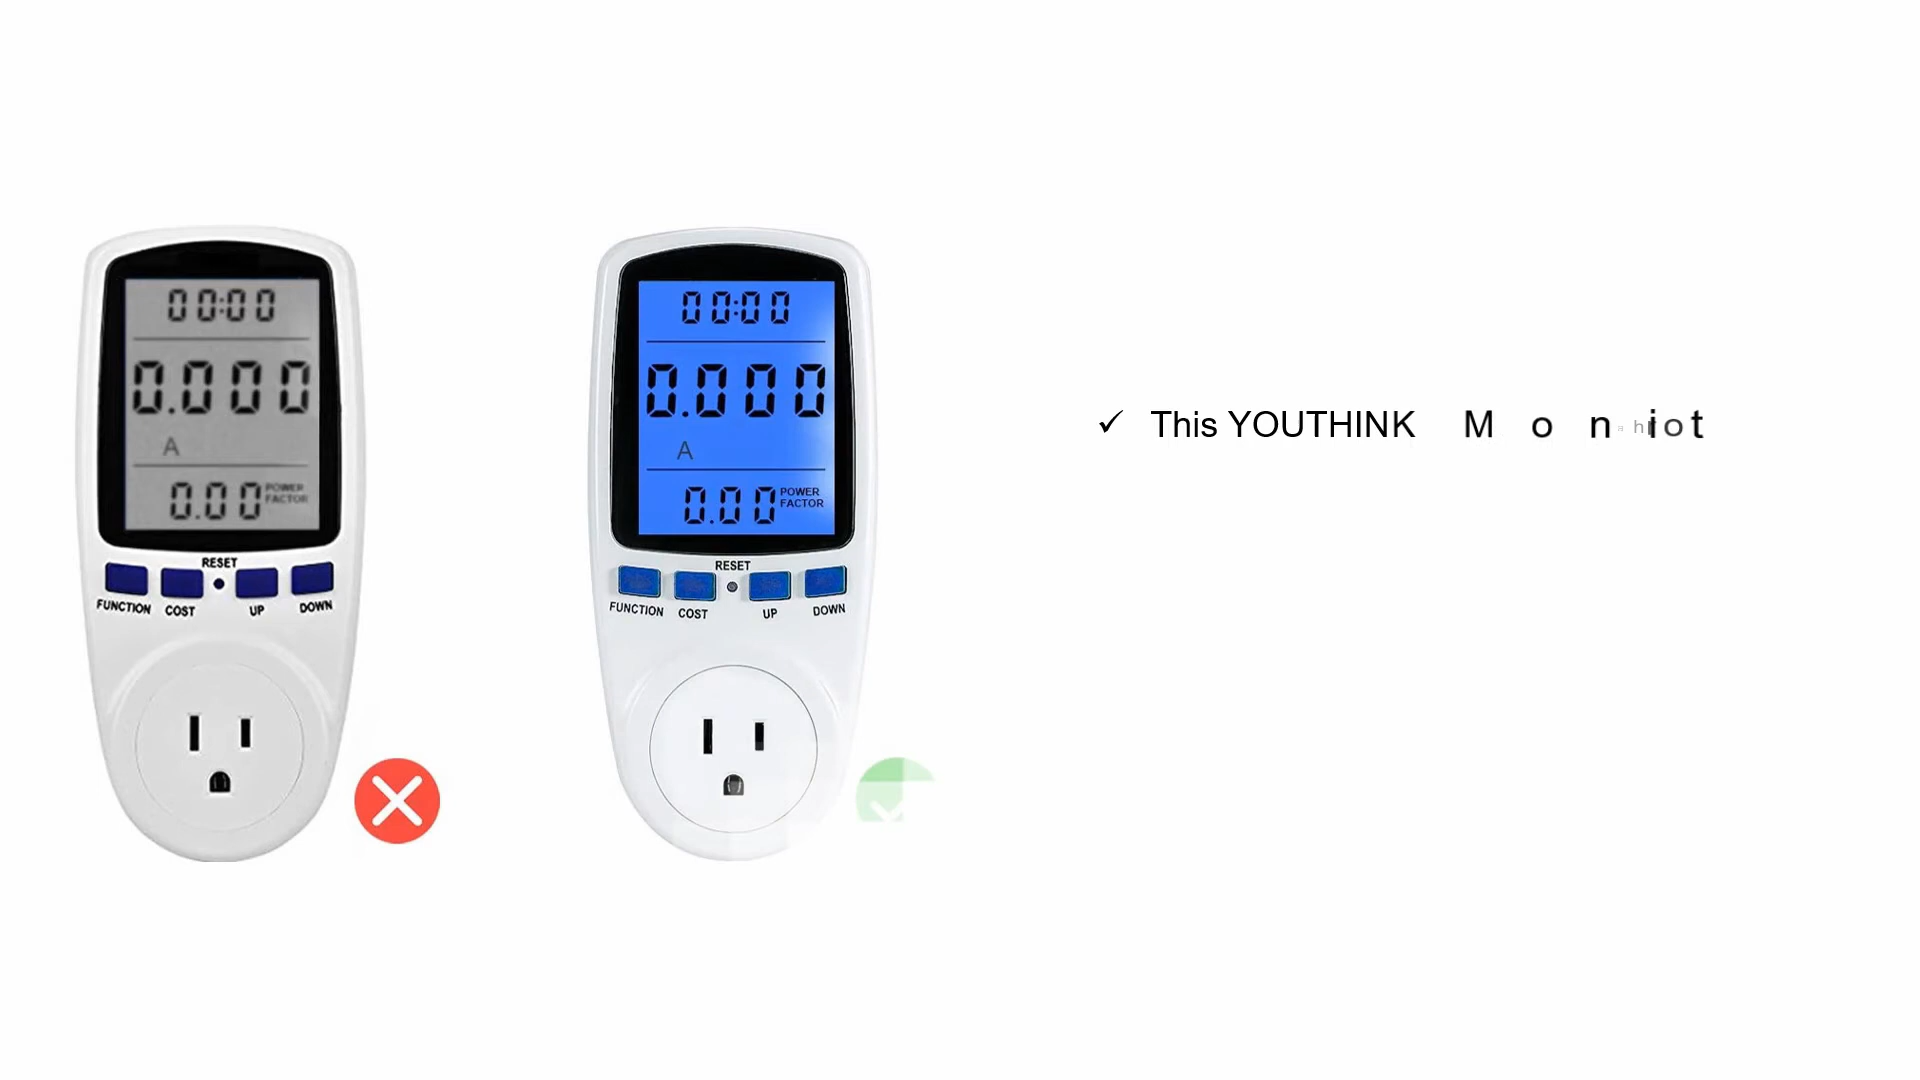 00:00
0.000
A
0.00 POWER FACTOR
RESET
FUNCTION COST UP DOWN
00:00
0.000
A
0.00 POWER FACTOR
RESET
FUNCTION COST UP DOWN
✓ This YOUTHINK